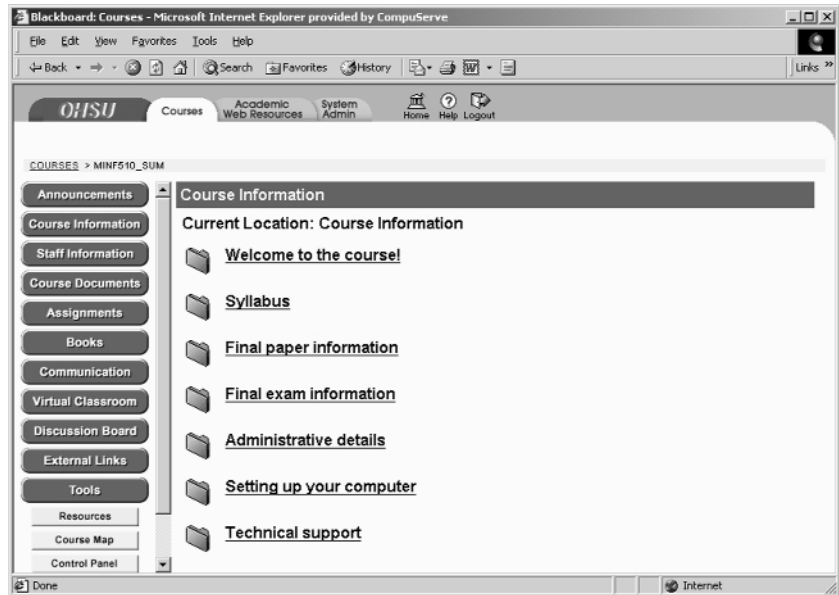 Blackboard: Courses - Microsoft Internet Explorer provided by CompuServe
File Edit View Favorites Tools Help
Back Search Favorites History Links »
OHSU Courses Academic Web Resources System Admin Home Help Logout
COURSES > MINF510_SUM
Announcements
Course Information
Staff Information
Course Documents
Assignments
Books
Communication
Virtual Classroom
Discussion Board
External Links
Tools
Resources
Course Map
Control Panel
Course Information
Current Location: Course Information
Welcome to the course!
Syllabus
Final paper information
Final exam information
Administrative details
Setting up your computer
Technical support
Done Internet